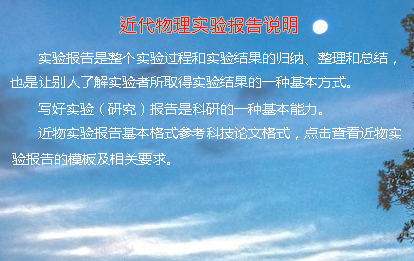 近代物理实验报告说明
实验报告是整个实验过程和实验结果的归纳、整理和总结，
也是让别人了解实验者所取得实验结果的一种基本方式。
写好实验（研究）报告是科研的一种基本能力。
近物实验报告基本格式参考科技论文格式，点击查看近物实
验报告的模板及相关要求。